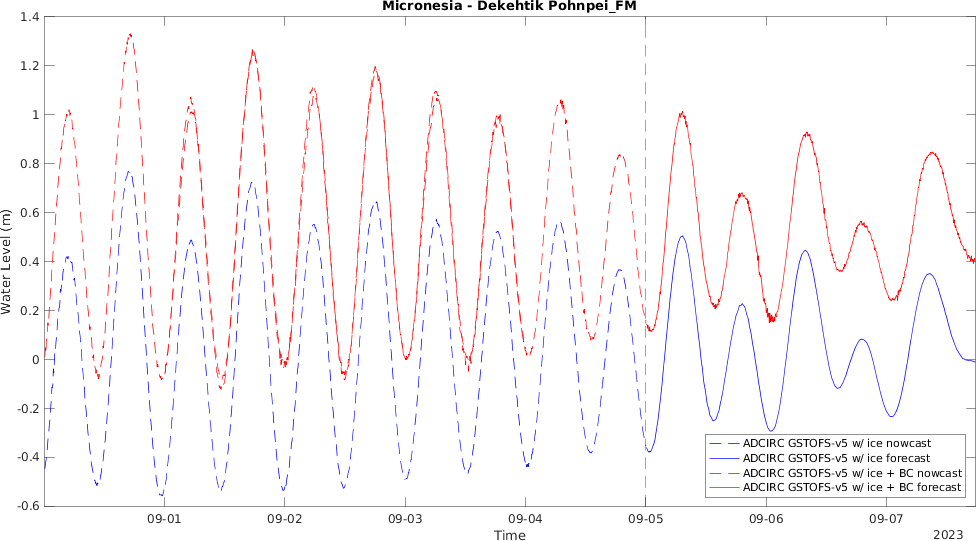 Micronesia - Dekehtik Pohnpei_FM
1.4
1.2
1
0.8
0.6
0.4
0.2
0
-0.2
-0.4
-0.6
Water Level (m)
ADCIRC GSTOFS-v5 w/ ice nowcast
ADCIRC GSTOFS-v5 w/ ice forecast
ADCIRC GSTOFS-v5 w/ ice + BC nowcast
ADCIRC GSTOFS-v5 w/ ice + BC forecast
09-01 09-02 09-03 09-04 09-05 09-06 09-07
Time
2023